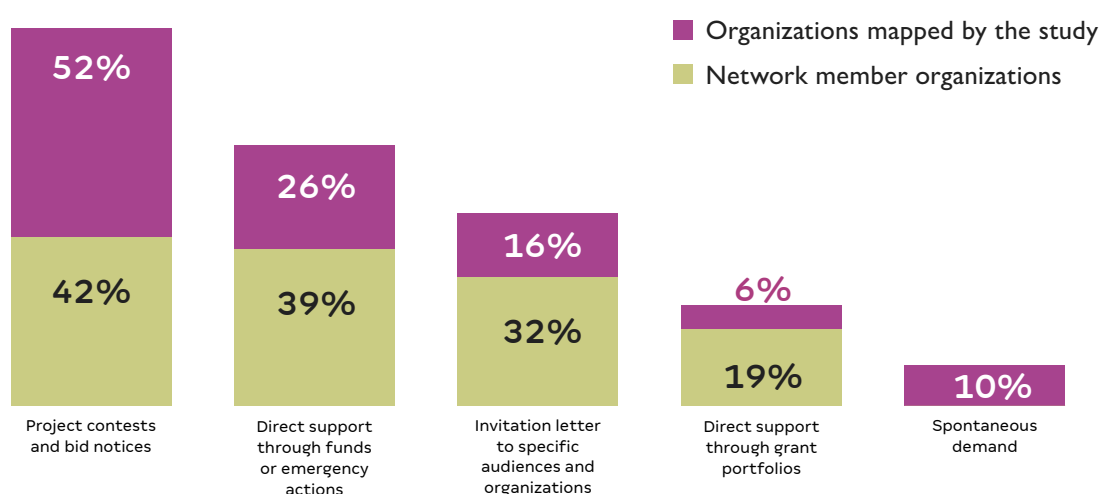 Organizations mapped by the study
Network member organizations
52%
42%
26%
39%
16%
32%
6%
19%
10%
Project contests
and bid notices
Direct support
through funds
or emergency
actions
Invitation letter
to specific
audiences and
organizations
Direct support
through grant
portfolios
Spontaneous
demand